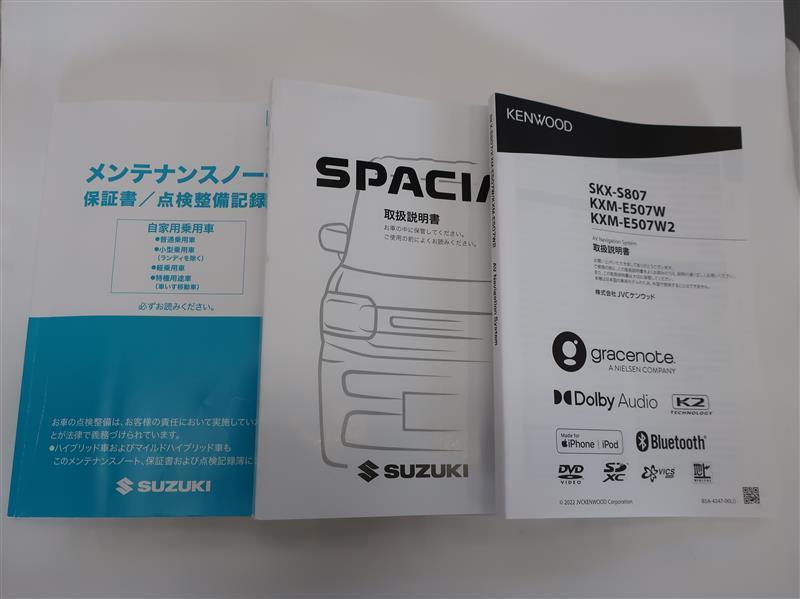 メンテナンスノー
保証書／点検整備記録
自家用乗用車
●普通乗用車
●小型乗用車
(ランディを除く)
●軽乗用車
●特種用途車
(車いす移動車)
必ずお読みください。
お車の点検整備は、お客様の責任において実施してい
とが法律で義務づけられています。
●ハイブリッド車およびマイルドハイブリッド車も
このメンテナンスノート、保証書および点検記録簿に
SUZUKI
SPACIA
取扱説明書
お車の中に保管してください。
ご使用の前によくお読みください。
SUZUKI
AV Navigation System
KENWOOD
SKX-S807
KXM-E507W
KXM-E507W2
AV Navigation System
取扱説明書
株式会社 JVCケンウッド
gracenote.
A NIELSEN COMPANY
Dolby Audio
K2
TECHNOLOGY
Made for
iPhone | iPod
Bluetooth®
DVD
VIDEO
SD
XC
VICS
© 2022 JVCKENWOOD Corporation
B5A-4347-00